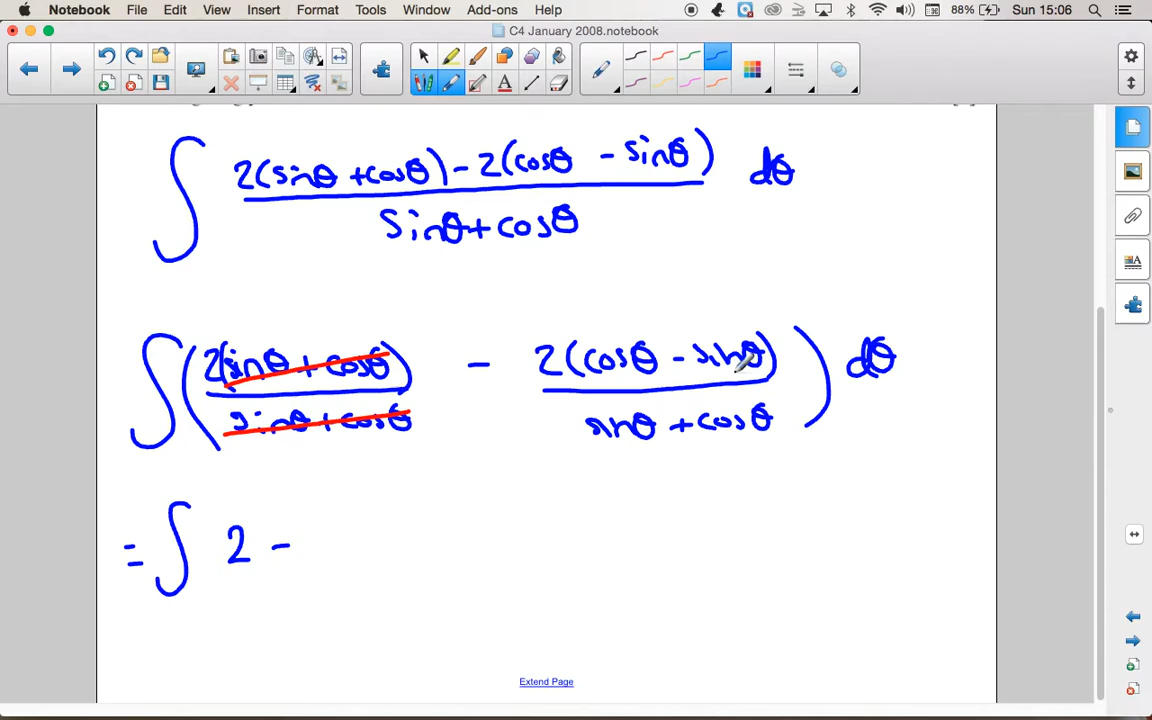 Notebook File Edit View Insert Format Tools Window Add-ons Help 88% Sun 15:06
C4 January 2008.notebook
∫ 2(sinθ + cosθ) - 2(cosθ - sinθ) dθ
sinθ + cosθ
∫ ( 2(sinθ + cosθ) - 2(cosθ - sinθ) ) dθ
sinθ + cosθ sinθ + cosθ
= ∫ 2 -
Extend Page